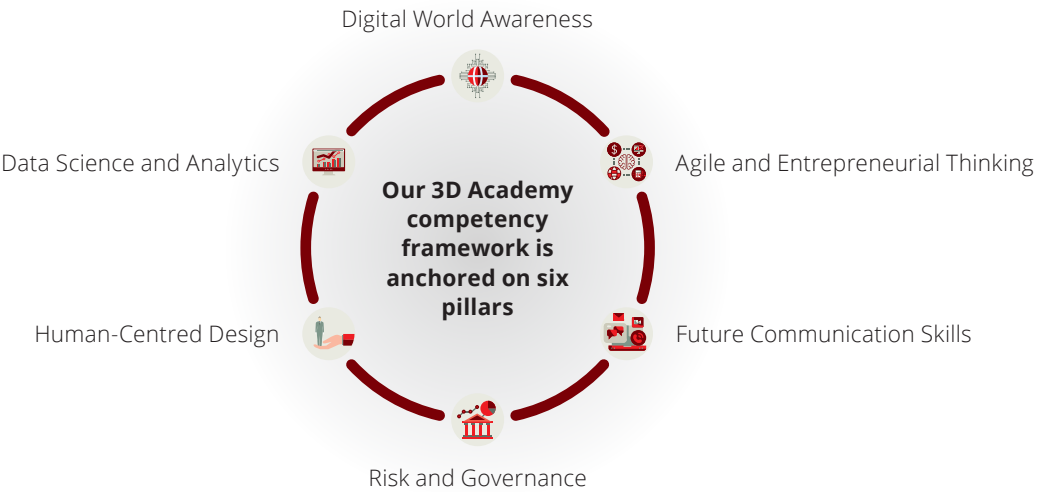 Digital World Awareness
Data Science and Analytics
Agile and Entrepreneurial Thinking
Our 3D Academy
competency
framework is
anchored on six
pillars
Human-Centred Design
Future Communication Skills
Risk and Governance